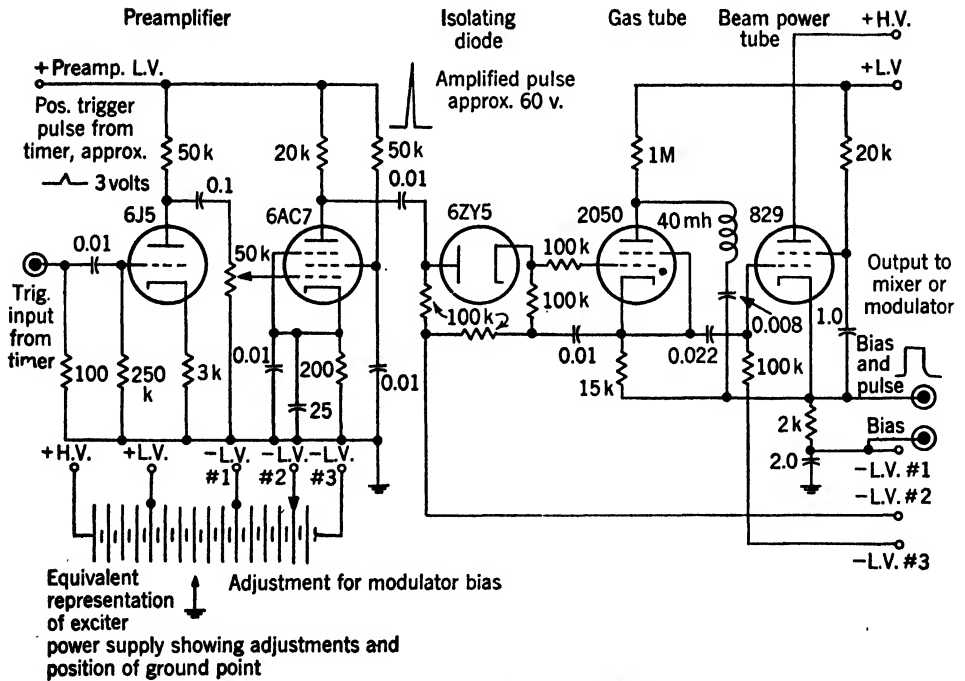 Preamplifier
Isolating
diode
Gas tube
Beam power
tube
+H.V.
+ Preamp. L.V.
Amplified pulse
approx. 60 v.
+L.V
Pos. trigger
pulse from
timer, approx.
3 volts
50 k
20 k
50 k
1M
20 k
0.1
0.01
6J5
6AC7
6ZY5
2050
40 mh
829
0.01
50k
100 k
Output to
mixer or
modulator
Trig.
input
from
timer
100 k
100 k
0.008
1.0
0.01
200
0.01
0.01
0.022
100 k
Bias
and
pulse
100
250
k
3k
25
15 k
2k
Bias
+H.V.
+L.V.
-L.V.
#1
-L.V.
#2
-L.V.
#3
2.0
-L.V. #1
-L.V. #2
-L.V. #3
Equivalent
representation
of exciter
power supply showing adjustments and
position of ground point
Adjustment for modulator bias